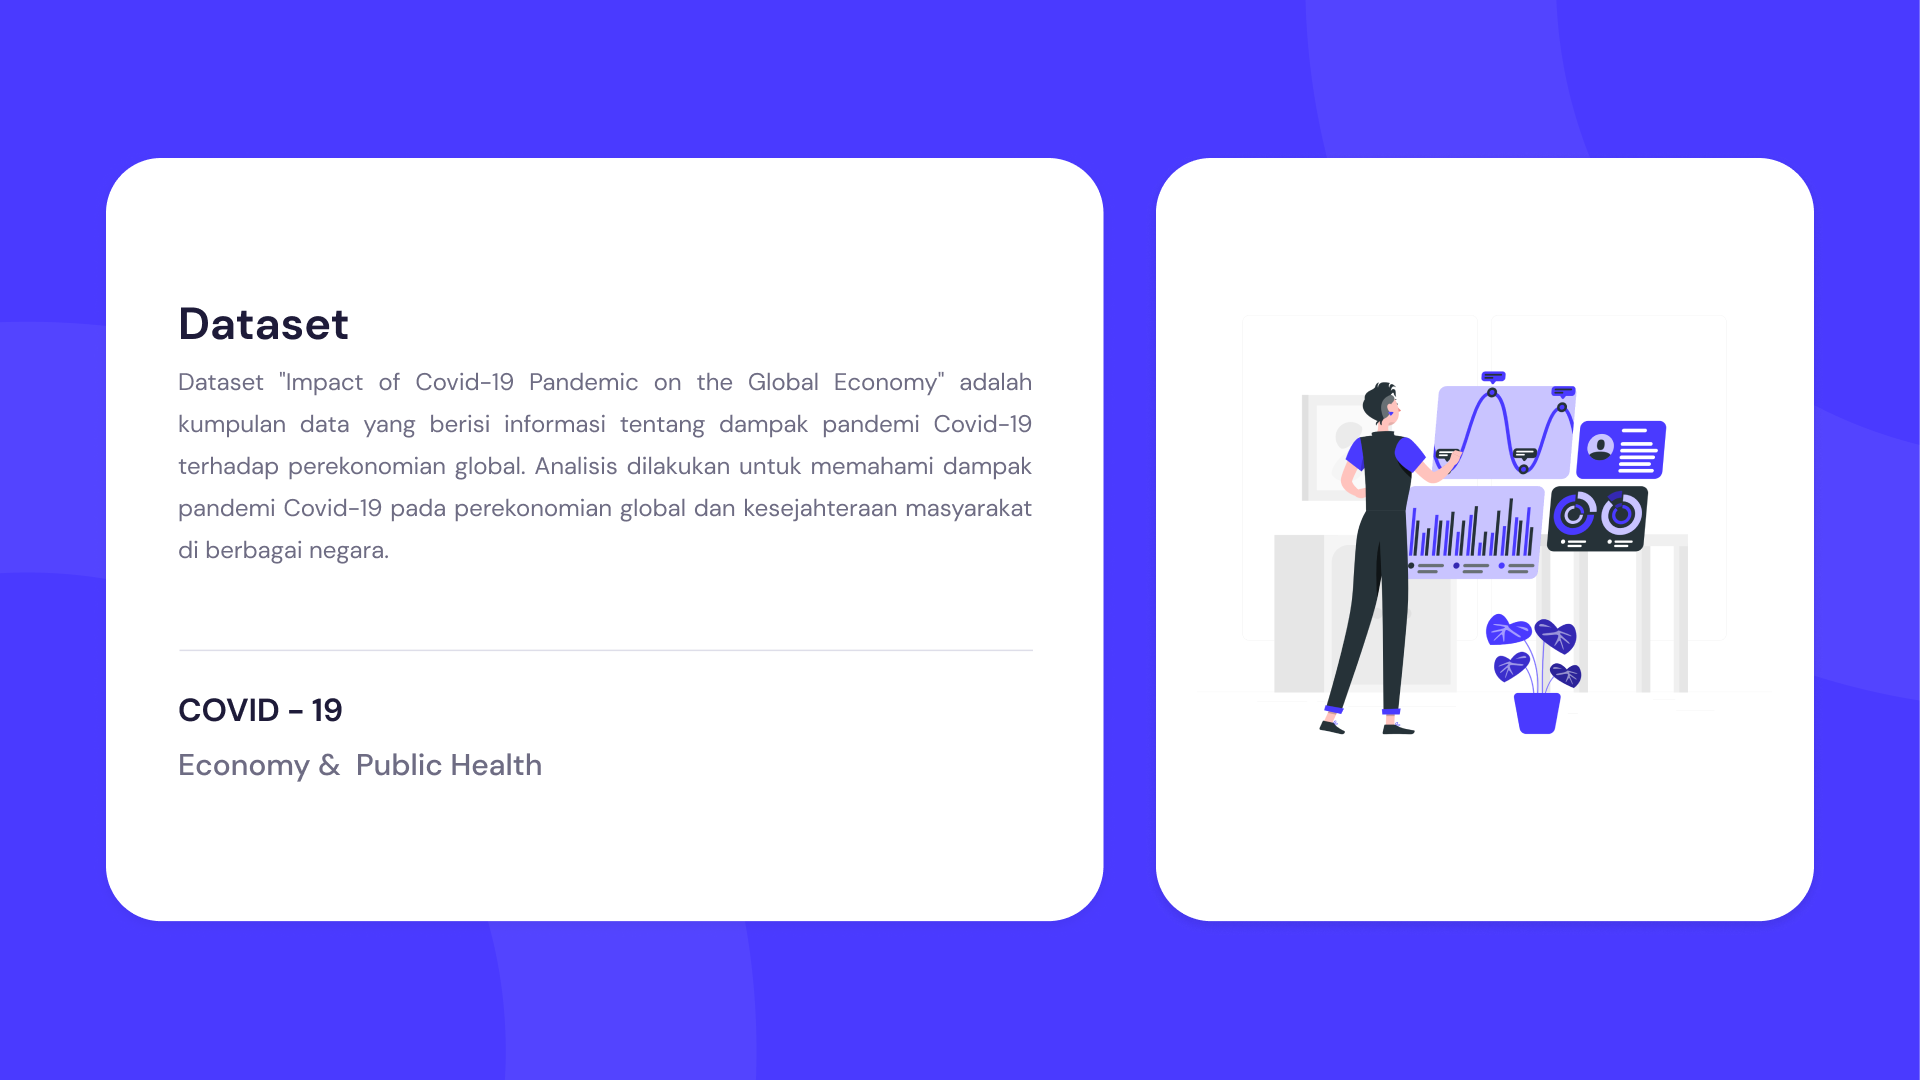 Dataset
Dataset "Impact of Covid-19 Pandemic on the Global Economy" adalah
kumpulan data yang berisi informasi tentang dampak pandemi Covid-19
terhadap perekonomian global. Analisis dilakukan untuk memahami dampak
pandemi Covid-19 pada perekonomian global dan kesejahteraan masyarakat
di berbagai negara.
COVID - 19
Economy & Public Health